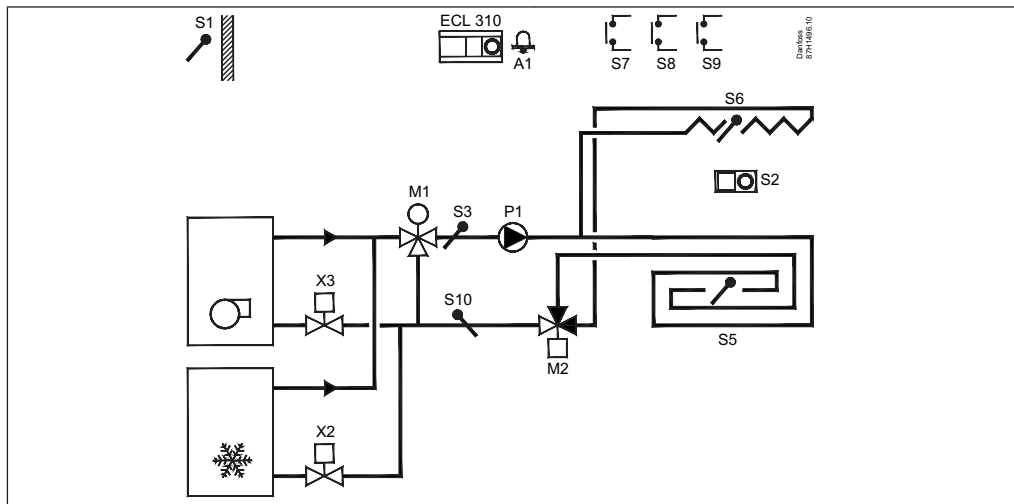 S1
ECL 310
A1
S7
S8
S9
Danfoss
87H1496.10
S6
S2
M1
S3
P1
X3
S10
M2
S5
X2